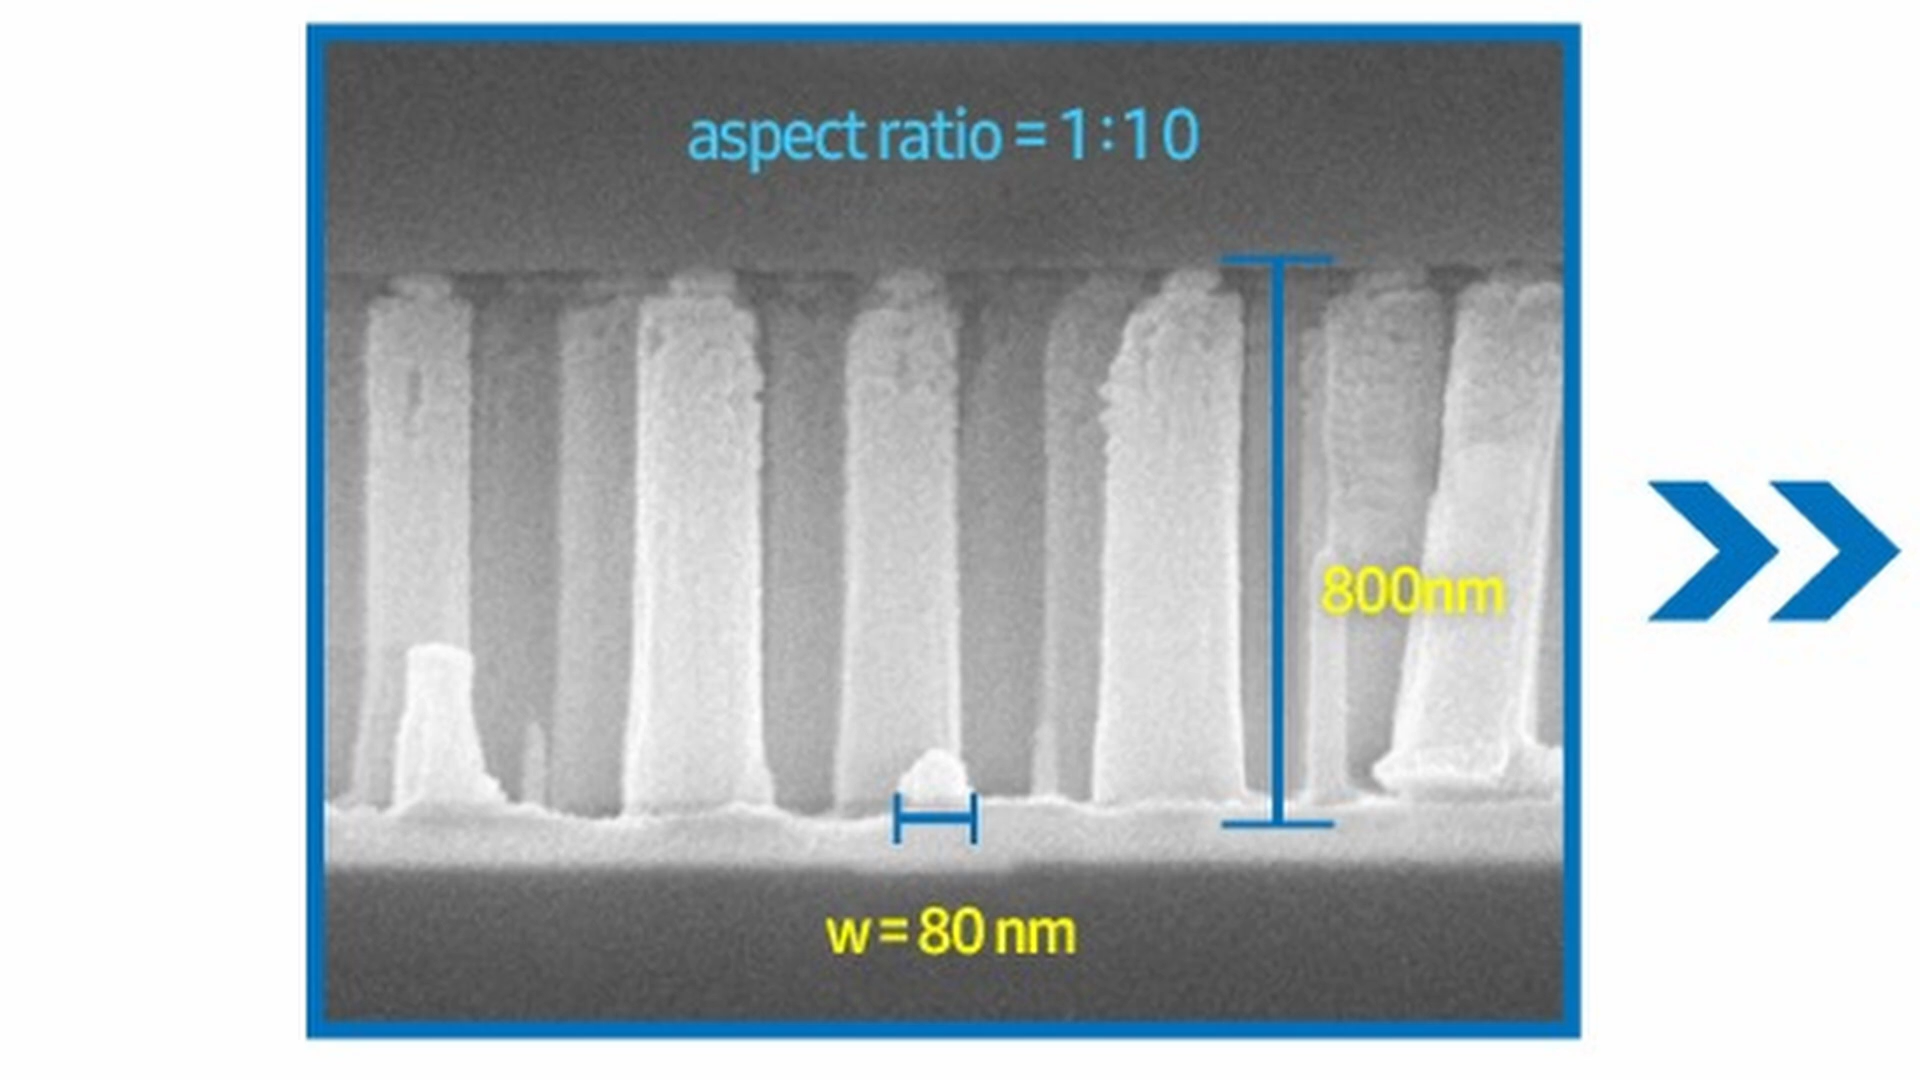 aspect ratio = 1:10
800nm
w = 80 nm